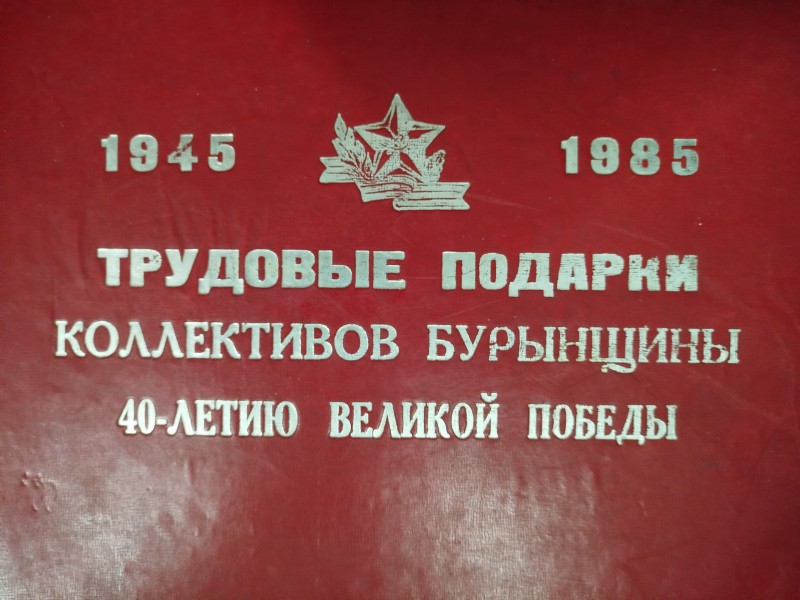 1945 1985
ТРУДОВЫЕ ПОДАРКИ
КОЛЛЕКТИВОВ БУРЫНЩИНЫ
40-ЛЕТИЮ ВЕЛИКОЙ ПОБЕДЫ